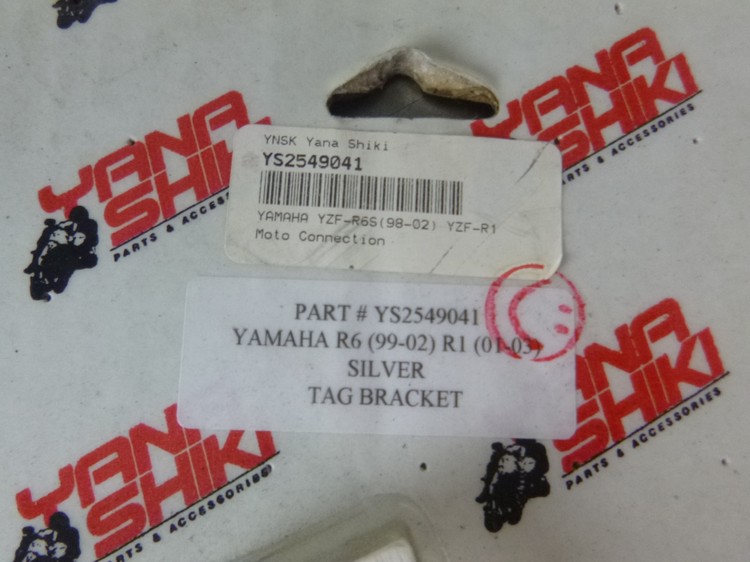 YANA
SHIKI
PARTS & ACCESSORIES
YANA
SHIKI
PARTS & ACCESS
YNSK Yana Shiki
YS2549041
YAMAHA YZF-R6S(98-02) YZF-R1
Moto Connection
PART # YS2549041
YAMAHA R6 (99-02) R1 (01-03)
SILVER
TAG BRACKET
YANA
SHIKI
PARTS & ACCESSORIES
YANA
SHIKI
PARTS & ACCESSORIES